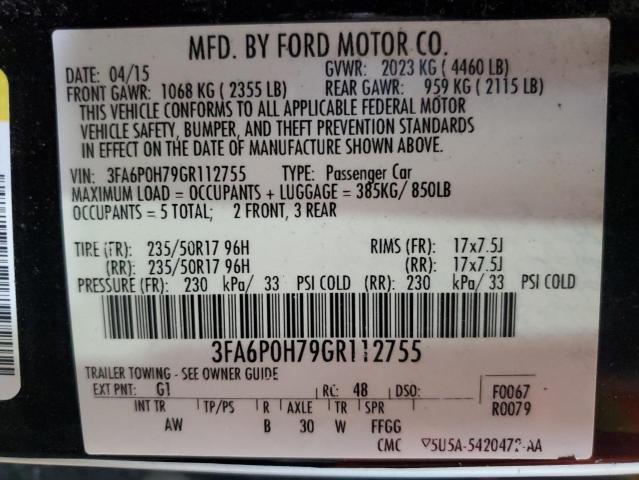 MFD. BY FORD MOTOR CO.
DATE: 04/15 GVWR: 2023 KG ( 4460 LB)
FRONT GAWR: 1068 KG ( 2355 LB) REAR GAWR: 959 KG ( 2115 LB)
THIS VEHICLE CONFORMS TO ALL APPLICABLE FEDERAL MOTOR
VEHICLE SAFETY, BUMPER, AND THEFT PREVENTION STANDARDS
IN EFFECT ON THE DATE OF MANUFACTURE SHOWN ABOVE.
VIN: 3FA6P0H79GR112755 TYPE: Passenger Car
MAXIMUM LOAD = OCCUPANTS + LUGGAGE = 385KG/ 850LB
OCCUPANTS = 5 TOTAL; 2 FRONT, 3 REAR
TIRE (FR): 235/50R17 96H RIMS (FR): 17x7.5J
(RR): 235/50R17 96H (RR): 17x7.5J
PRESSURE (FR): 230 kPa/ 33 PSI COLD (RR): 230 kPa/ 33 PSI COLD
3FA6P0H79GR112755
TRAILER TOWING - SEE OWNER GUIDE
EXT PNT: G1 RC: 48 DSO: F0067
INT TR TP/PS R AXLE TR SPR R0079
AW B 30 W FFGG
CMC 5U5A-5420472-AA